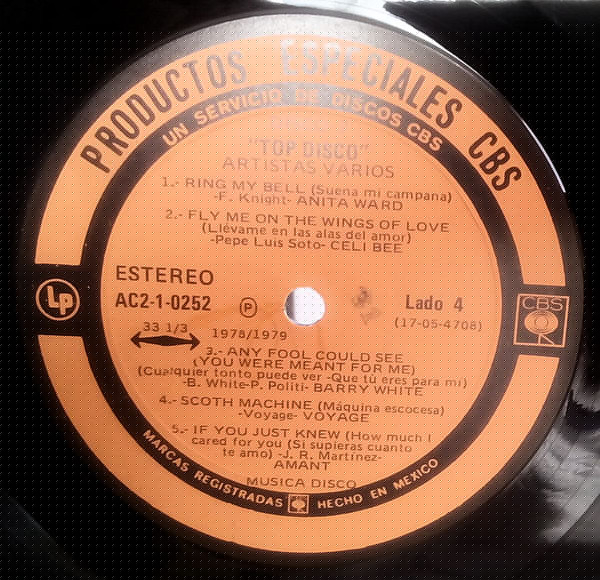 PRODUCTOS ESPECIALES CBS
UN SERVICIO DE DISCOS CBS
"TOP DISCO"
ARTISTAS VARIOS
1.- RING MY BELL (Suena mi campana)
-F. Knight- ANITA WARD
2.- FLY ME ON THE WINGS OF LOVE
(Llévame en las alas del amor)
-Pepe Luis Soto- CELI BEE
ESTEREO
AC2-1-0252
Ⓟ
Lado 4
(17-05-4708)
LP
CBS
33 1/3
1978/1979
3.- ANY FOOL COULD SEE
(YOU WERE MEANT FOR ME)
(Cualquier tonto puede ver -Que tù eres para mi)
-B. White-P. Politi- BARRY WHITE
4.- SCOTH MACHINE (Máquina escocesa)
-Voyage- VOYAGE
5.- IF YOU JUST KNEW (How much I
cared for you (Si supieras cuanto
te amo) -J. R. Martínez-
AMANT
MUSICA DISCO
MARCAS REGISTRADAS HECHO EN MEXICO